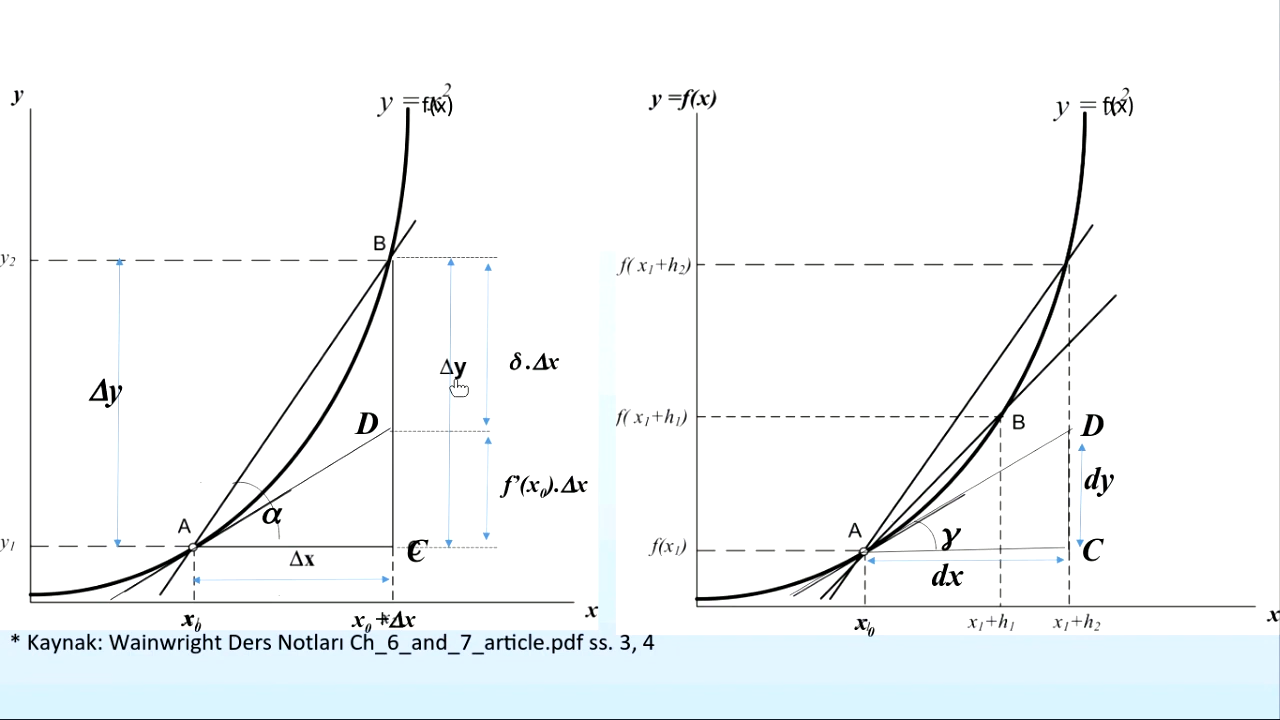 y
y = f(x)
y₂
B
Δy
Δy
δ.Δx
D
f'(x₀).Δx
α
A
y₁
Δx
C
x₀
x₀ + Δx
x
y =f(x)
y = f(x)
f( x₁+h₂)
f( x₁+h₁)
B
D
dy
A
γ
f(x₁)
C
dx
x₀
x₁+h₁
x₁+h₂
x
* Kaynak: Wainwright Ders Notları Ch_6_and_7_article.pdf ss. 3, 4